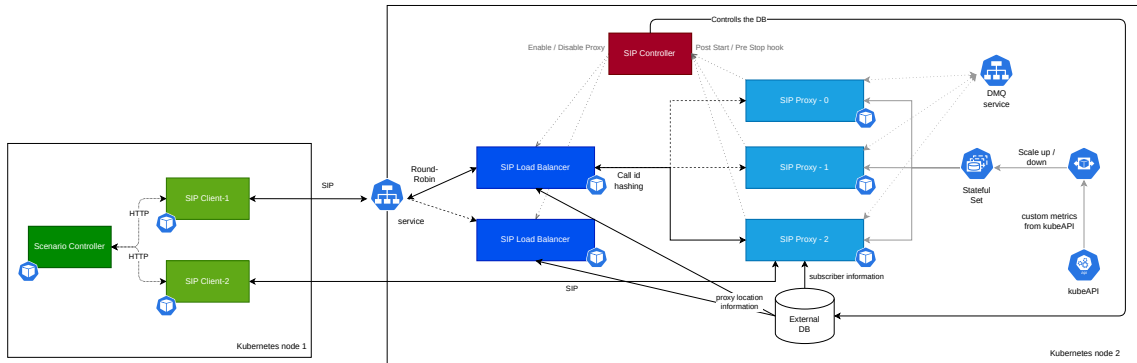 Controlls the DB
Enable / Disable Proxy
SIP Controller
Post Start / Pre Stop hook
SIP Proxy - 0
DMQ
service
SIP Load Balancer
Call id
hashing
SIP Proxy - 1
Stateful
Set
Scale up /
down
Round-
Robin
SIP
service
SIP Client-1
HTTP
Scenario Controller
HTTP
SIP Client-2
SIP Load Balancer
SIP Proxy - 2
custom metrics
from kubeAPI
kubeAPI
SIP
subscriber information
proxy location
information
External
DB
Kubernetes node 1
Kubernetes node 2